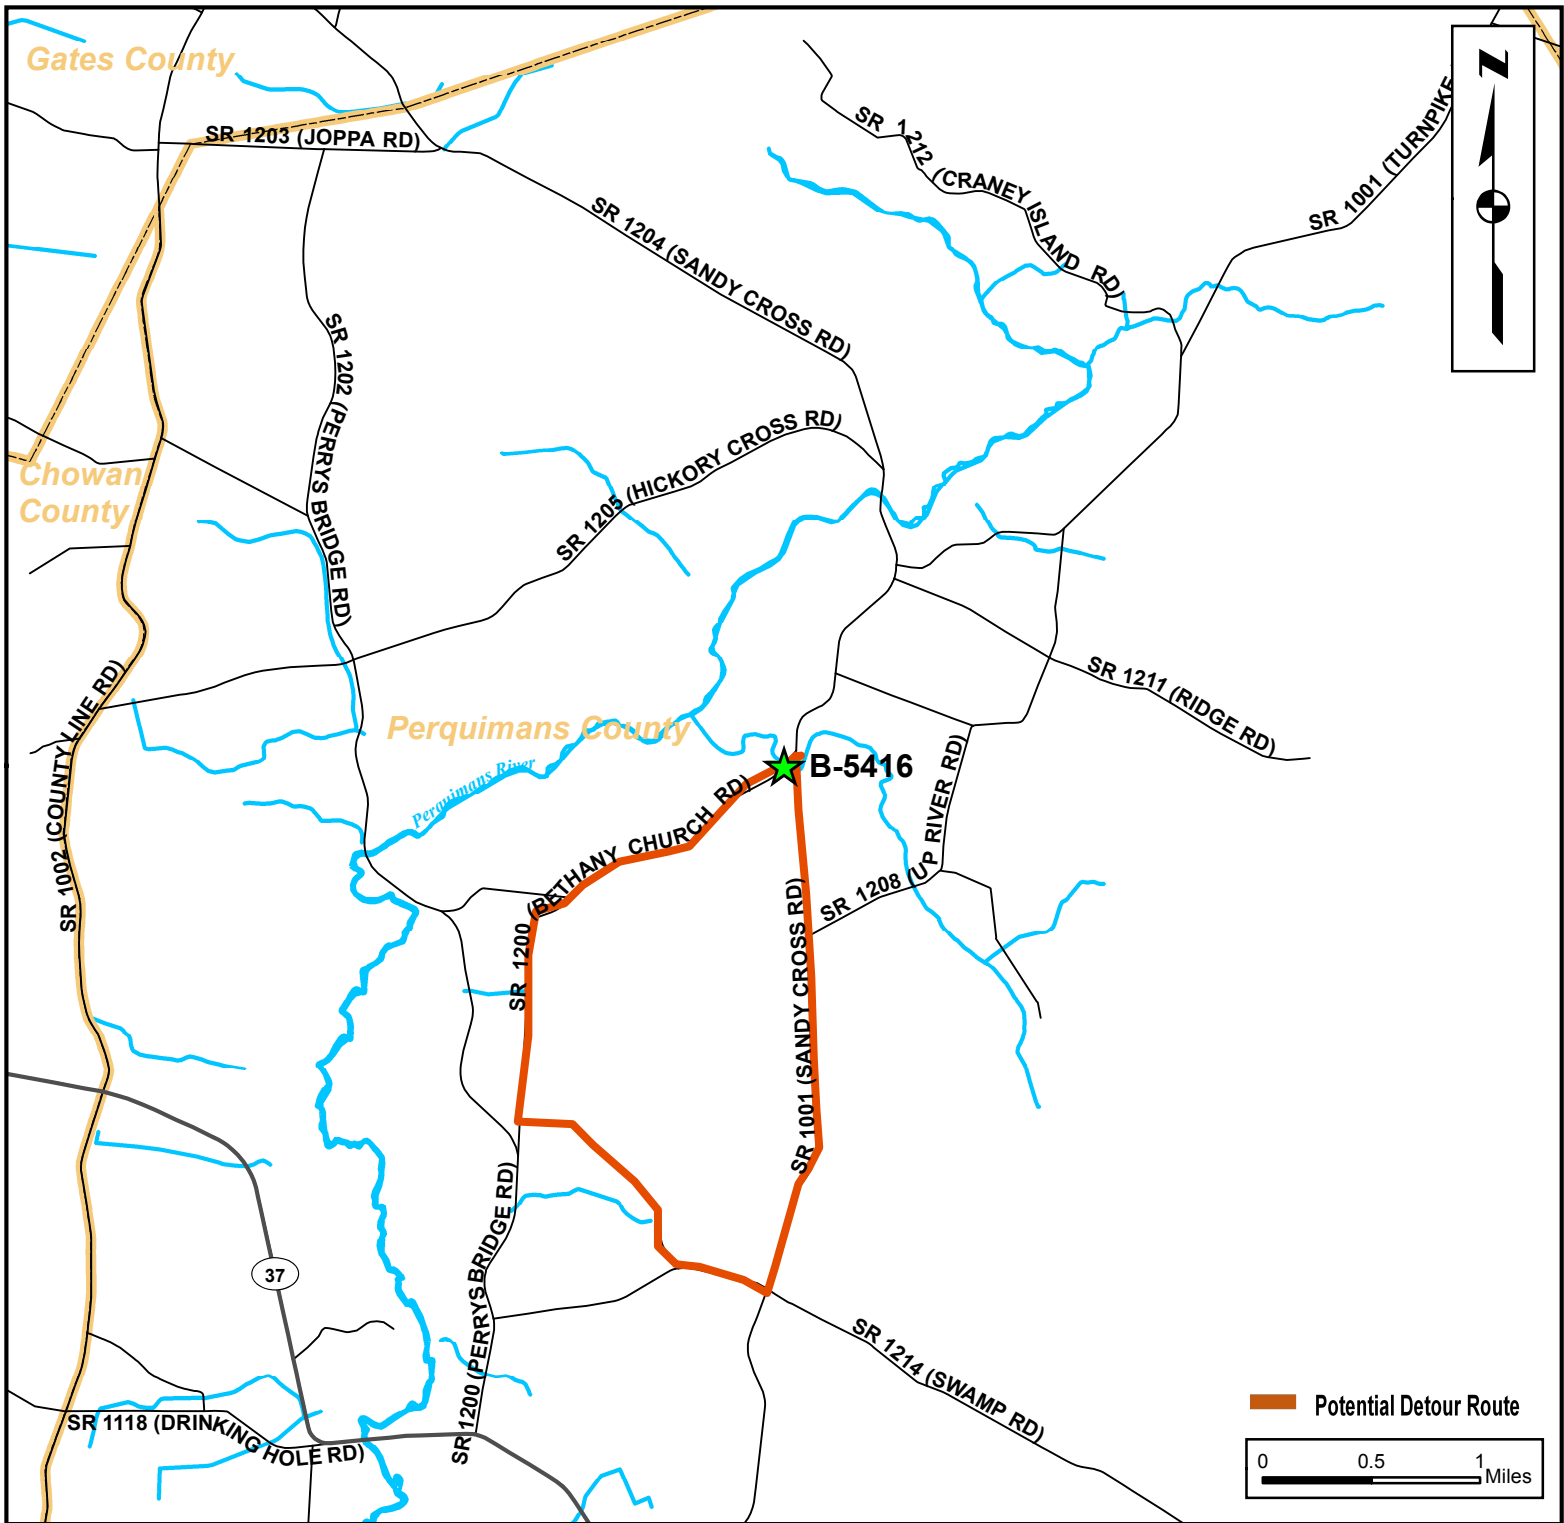 Gates County
N
SR 1203 (JOPPA RD)
SR 1212 (CRANEY ISLAND RD)
SR 1001 (TURNPIKE
SR 1204 (SANDY CROSS RD)
SR 1202 (PERRYS BRIDGE RD)
SR 1205 (HICKORY CROSS RD)
Chowan
County
SR 1211 (RIDGE RD)
SR 1002 (COUNTY LINE RD)
Perquimans County
Perquimans River
B-5416
SR 1200 (BETHANY CHURCH RD)
SR 1208 (UP RIVER RD)
SR 1001 (SANDY CROSS RD)
SR 1200 (PERRYS BRIDGE RD)
37
SR 1214 (SWAMP RD)
SR 1118 (DRINKING HOLE RD)
Potential Detour Route
0 0.5 1
Miles